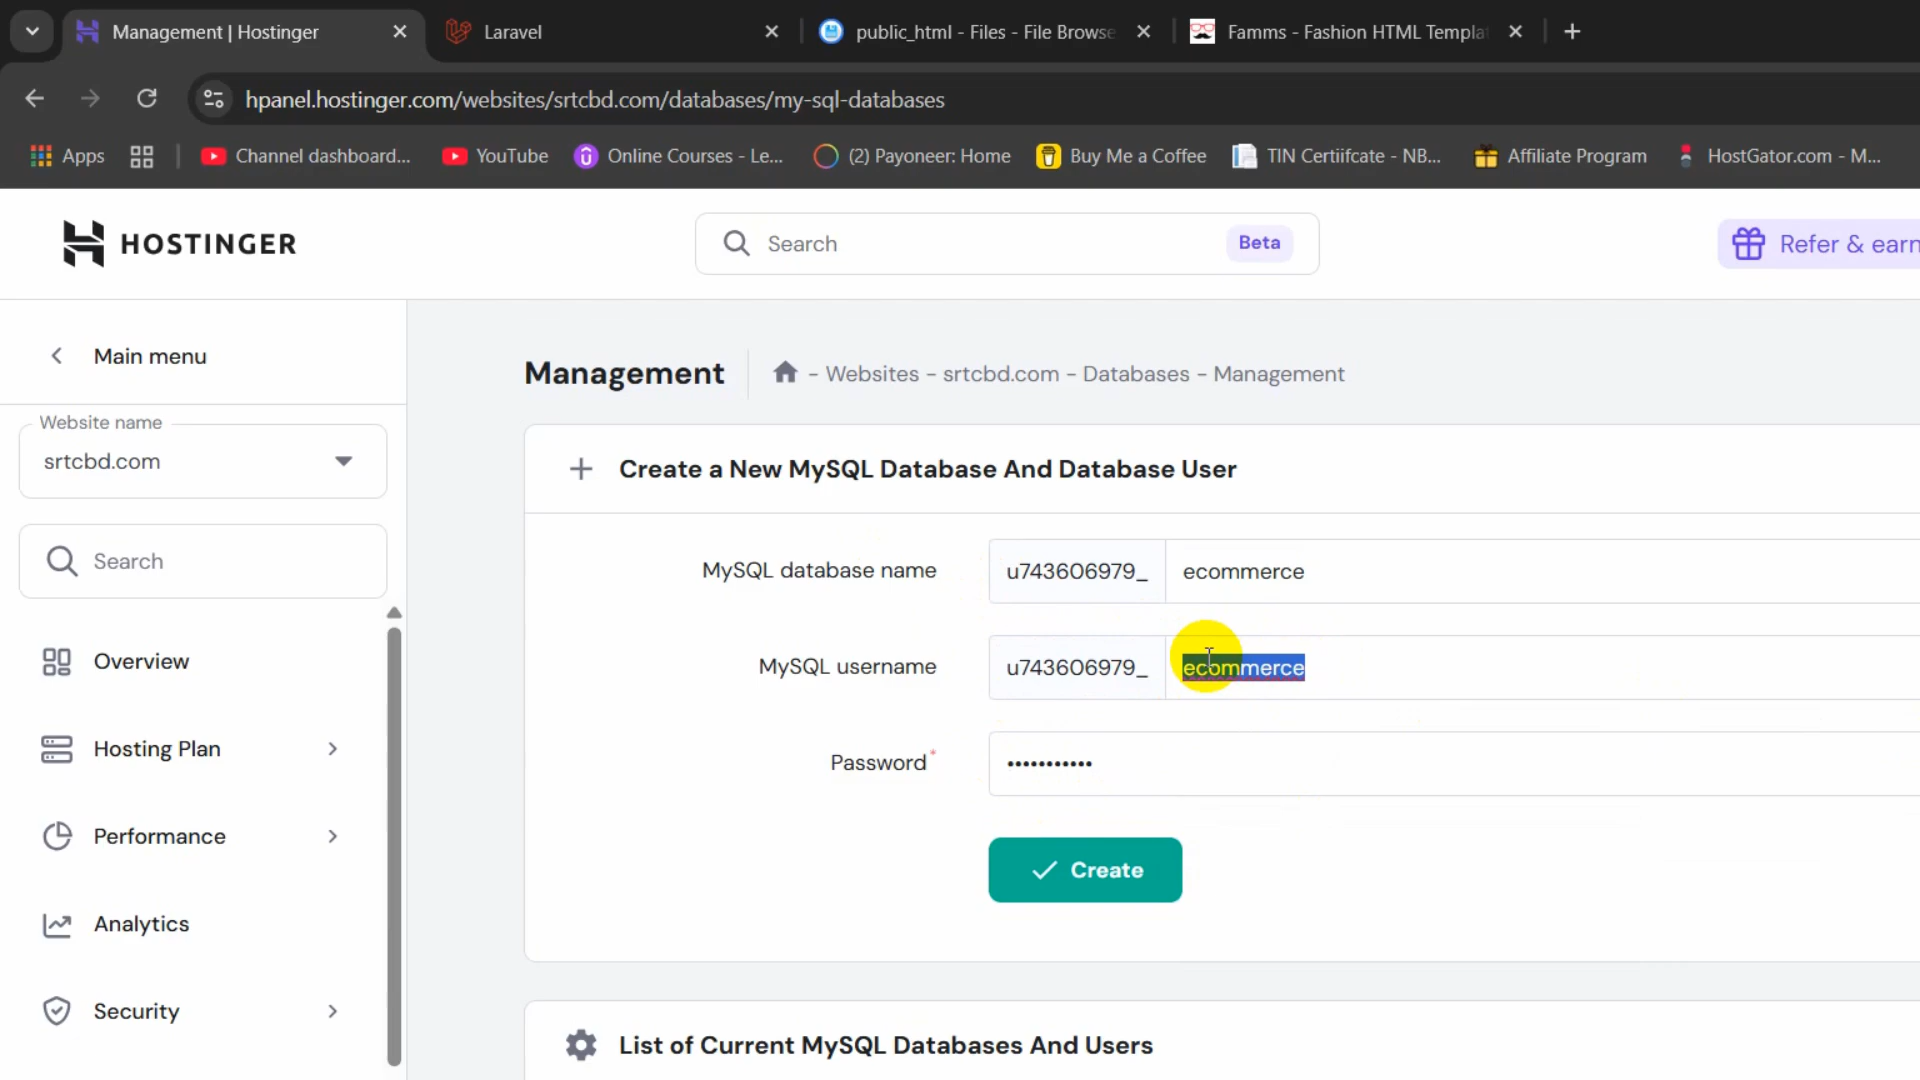 Management | Hostinger
Laravel
public_html - Files - File Browse
Famms - Fashion HTML Templat
hpanel.hostinger.com/websites/srtcbd.com/databases/my-sql-databases
Apps
Channel dashboard...
YouTube
Online Courses - Le...
(2) Payoneer: Home
Buy Me a Coffee
TIN Certiifcate - NB...
Affiliate Program
HostGator.com - M...
HOSTINGER
Search
Beta
Refer & earn
Main menu
Website name
srtcbd.com
Search
Overview
Hosting Plan
Performance
Analytics
Security
Management
- Websites - srtcbd.com - Databases - Management
Create a New MySQL Database And Database User
MySQL database name
u743606979_
ecommerce
MySQL username
u743606979_
ecommerce
Password*
•••••••••••
Create
List of Current MySQL Databases And Users